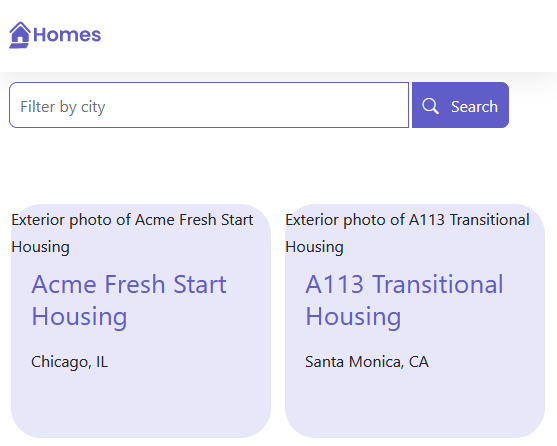 Homes
Filter by city
Search
Exterior photo of Acme Fresh Start
Housing
Acme Fresh Start
Housing
Chicago, IL
Exterior photo of A113 Transitional
Housing
A113 Transitional
Housing
Santa Monica, CA